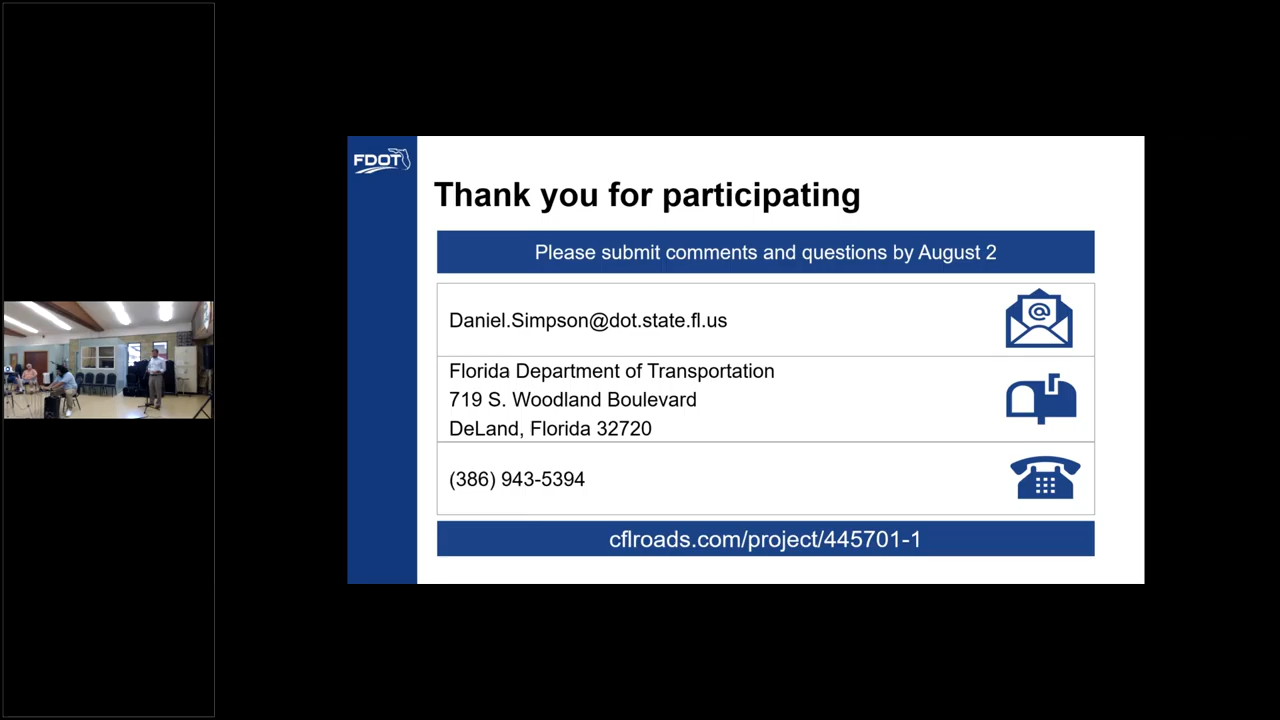 FDOT
Thank you for participating
Please submit comments and questions by August 2
Daniel.Simpson@dot.state.fl.us
@
Florida Department of Transportation
719 S. Woodland Boulevard
DeLand, Florida 32720
(386) 943-5394
cflroads.com/project/445701-1